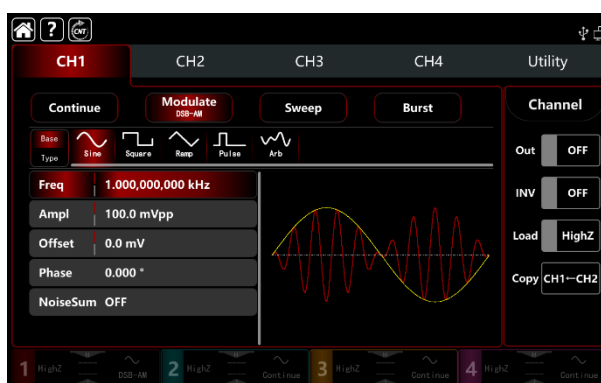 ? CNT
CH1 CH2 CH3 CH4 Utility
Continue Modulate Sweep Burst Channel
DSB-AM
Base
Type Sine Square Ramp Pulse Arb
Out OFF
Freq 1.000,000,000 kHz
INV OFF
Ampl 100.0 mVpp
Load HighZ
Offset 0.0 mV
Phase 0.000 °
Copy CH1←CH2
NoiseSum OFF
1 HighZ DSB-AM 2 HighZ Continue 3 HighZ Continue 4 HighZ Continue